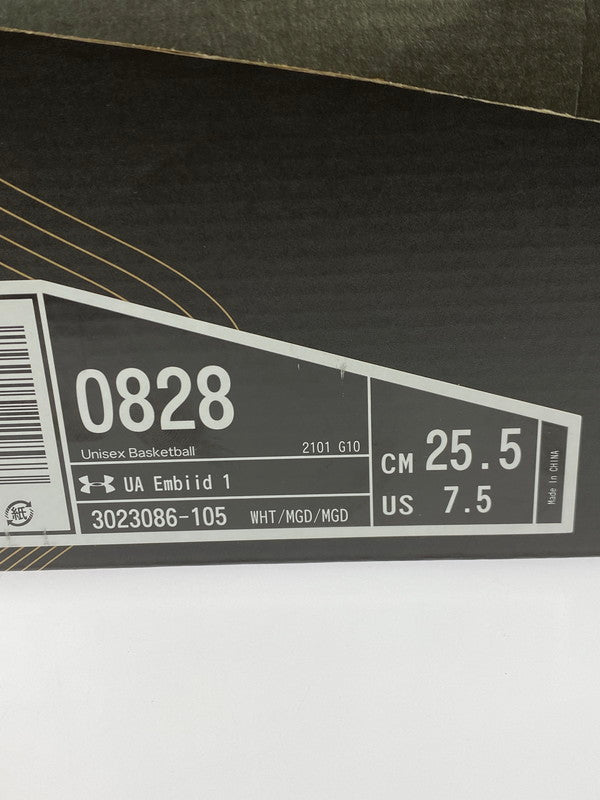 0828
Unisex Basketball 2101 G10
UA Embiid 1
3023086-105 WHT/MGD/MGD
CM 25.5
US 7.5
Made In CHINA
紙